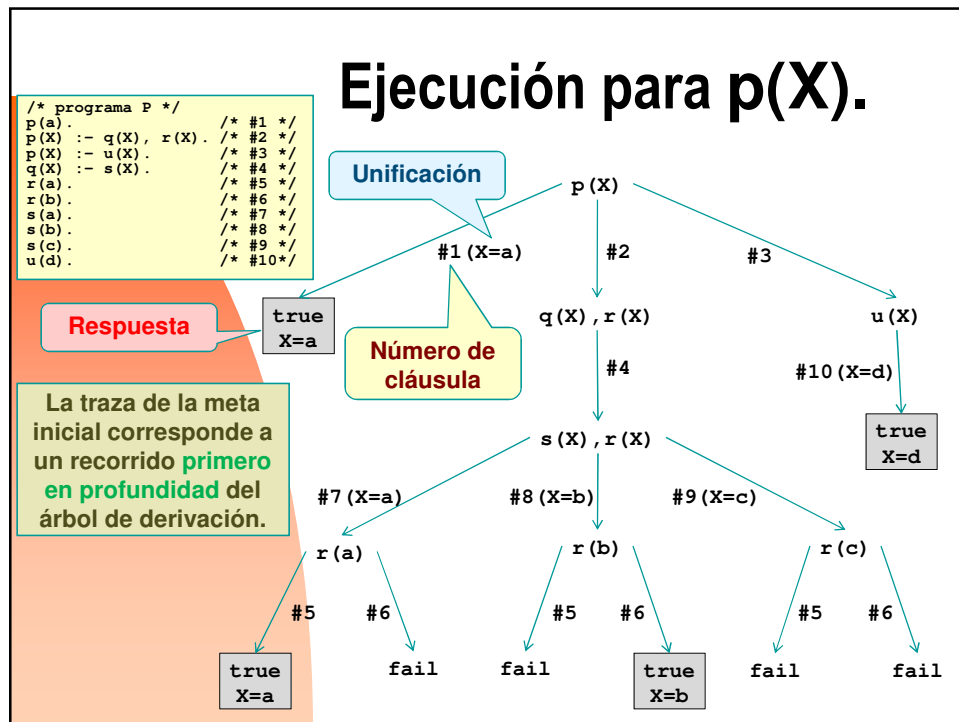 Ejecución para p(X).
/* programa P */
p(a). /* #1 */
p(X) :- q(X), r(X). /* #2 */
p(X) :- u(X). /* #3 */
q(X) :- s(X). /* #4 */
r(a). /* #5 */
r(b). /* #6 */
s(a). /* #7 */
s(b). /* #8 */
s(c). /* #9 */
u(d). /* #10*/
Unificación
p(X)
#1(X=a)
#2
#3
Respuesta
true
X=a
Número de
cláusula
q(X),r(X)
u(X)
#4
#10(X=d)
La traza de la meta
inicial corresponde a
un recorrido primero
en profundidad del
árbol de derivación.
s(X),r(X)
true
X=d
#7(X=a)
#8(X=b)
#9(X=c)
r(a)
r(b)
r(c)
#5
#6
#5
#6
#5
#6
true
X=a
fail
fail
true
X=b
fail
fail